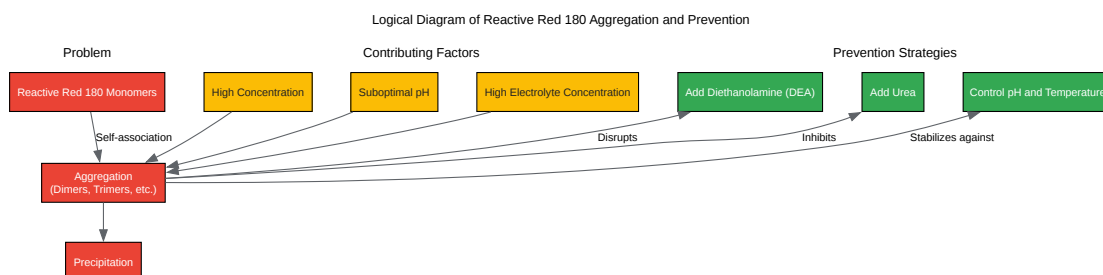 Logical Diagram of Reactive Red 180 Aggregation and Prevention
Problem
Contributing Factors
Prevention Strategies
Reactive Red 180 Monomers
High Concentration
Suboptimal pH
High Electrolyte Concentration
Add Diethanolamine (DEA)
Add Urea
Control pH and Temperature
Self-association
Disrupts
Inhibits
Stabilizes against
Aggregation
(Dimers, Trimers, etc.)
Precipitation